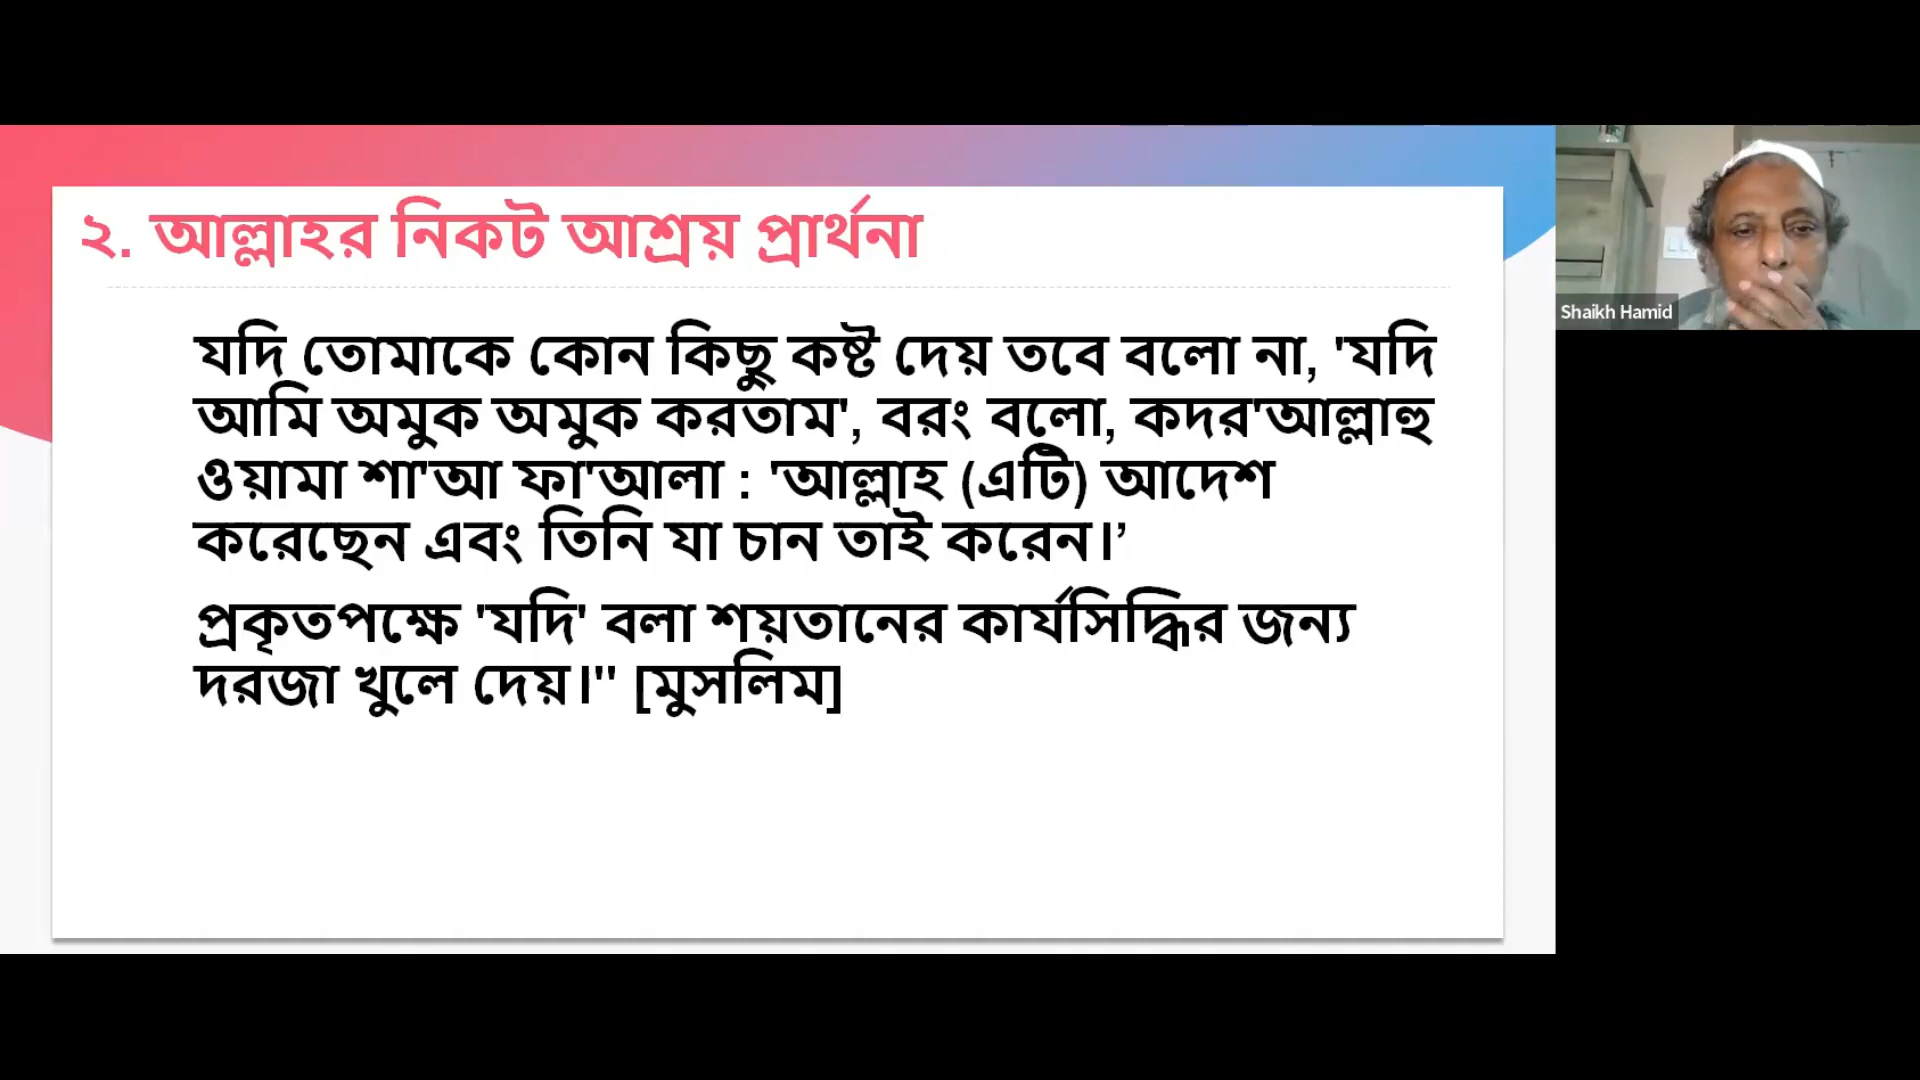 ২. আল্লাহর নিকট আশ্রয় প্রার্থনা
যদি তোমাকে কোন কিছু কষ্ট দেয় তবে বলো না, 'যদি
আমি অমুক অমুক করতাম', বরং বলো, কদর'আল্লাহু
ওয়ামা শা'আ ফা'আলা : 'আল্লাহ (এটি) আদেশ
করেছেন এবং তিনি যা চান তাই করেন।’
প্রকৃতপক্ষে 'যদি' বলা শয়তানের কার্যসিদ্ধির জন্য
দরজা খুলে দেয়।" [মুসলিম]
Shaikh Hamid